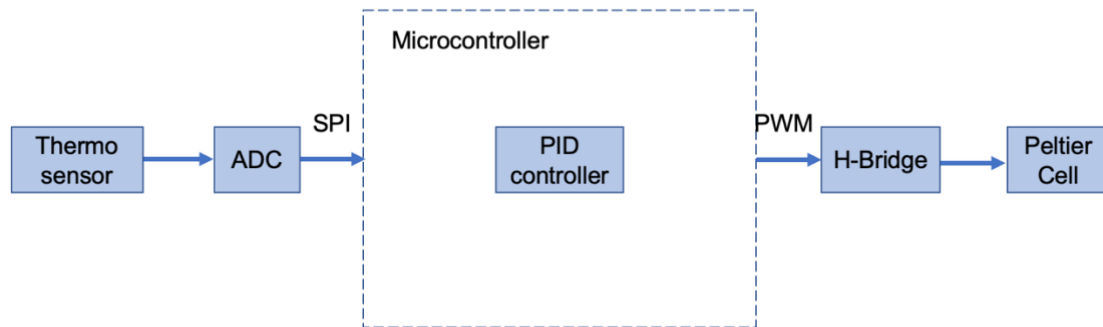 Microcontroller
Thermo
sensor
ADC
SPI
PID
controller
PWM
H-Bridge
Peltier
Cell